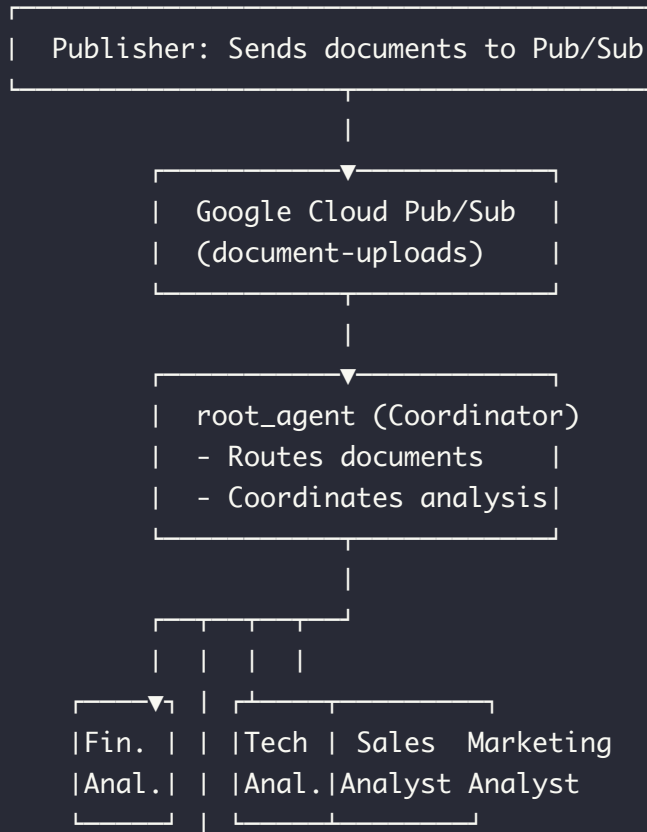 Publisher: Sends documents to Pub/Sub
Google Cloud Pub/Sub
(document-uploads)
root_agent (Coordinator)
- Routes documents
- Coordinates analysis
Fin. Tech Sales Marketing
Anal. Anal. Analyst Analyst